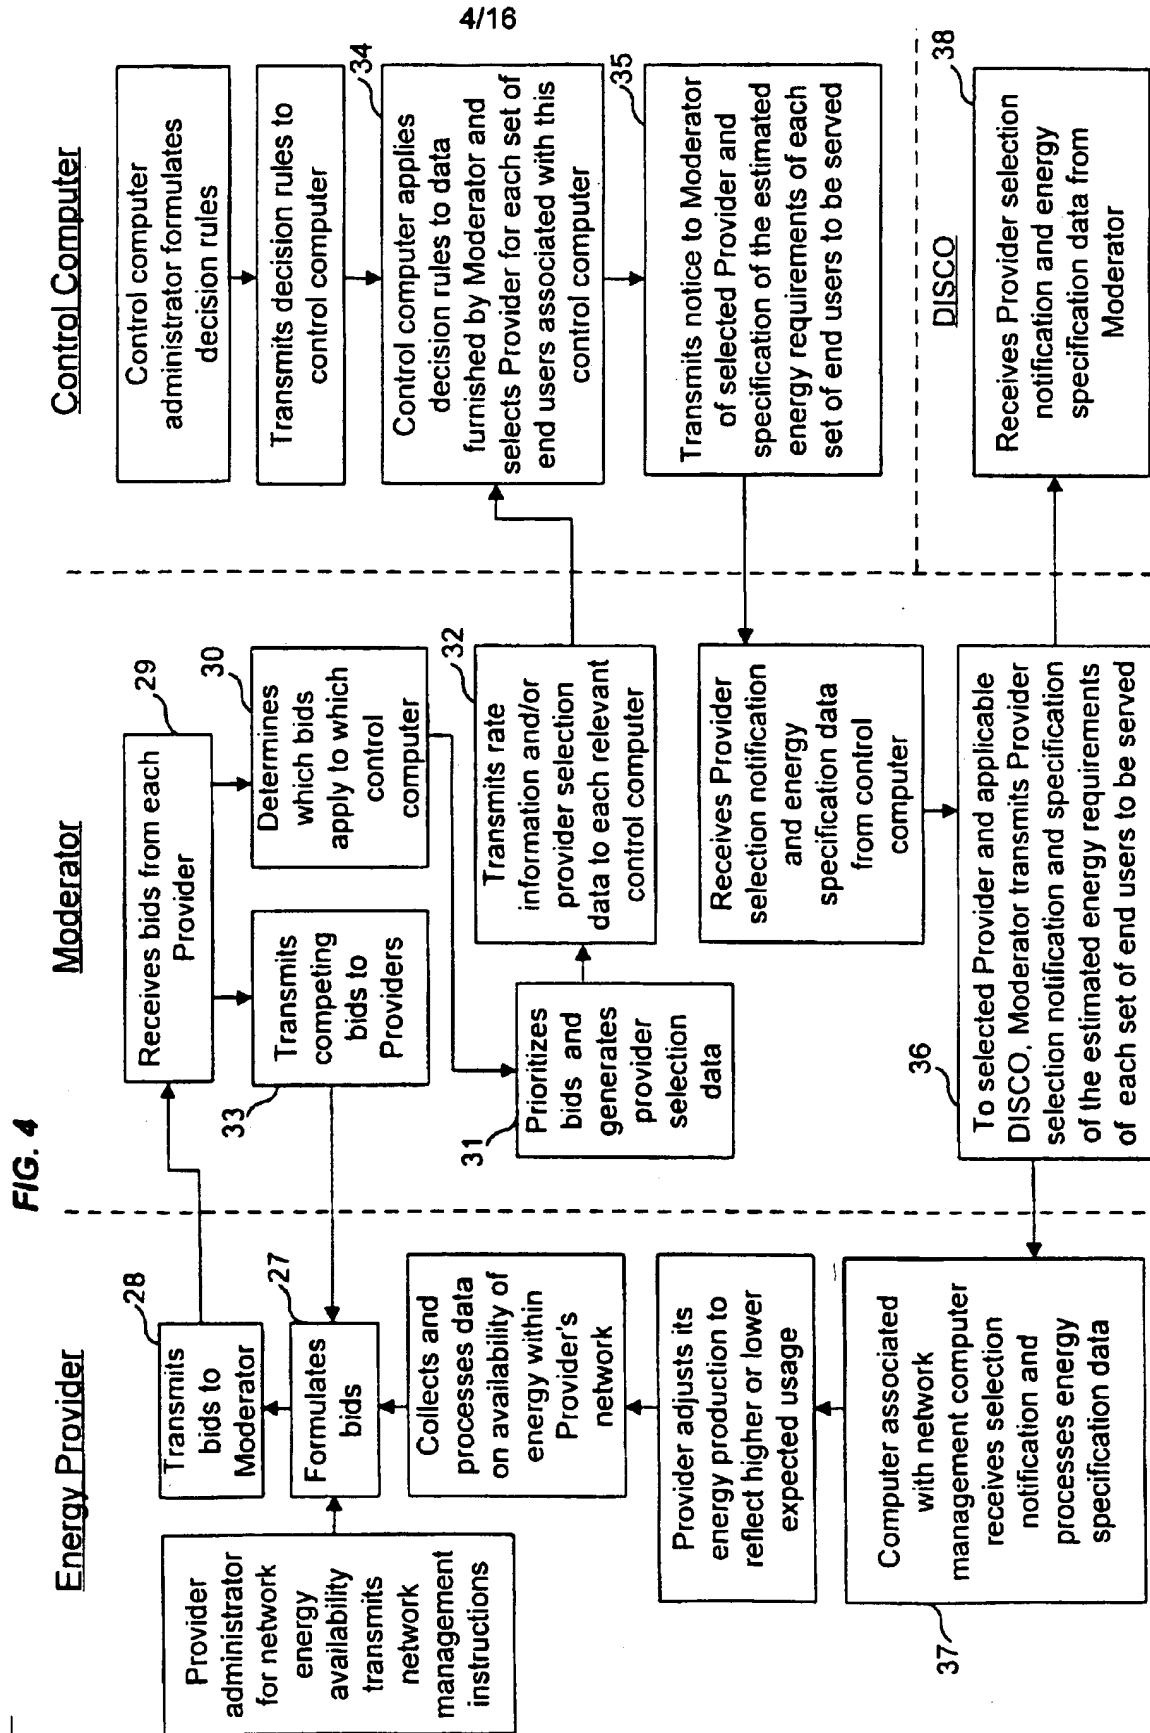 4/16
FIG. 4
Energy Provider
Provider
administrator
for network
energy
availability
transmits
network
management
instructions
28
Transmits
bids to
Moderator
27
Formulates
bids
Collects and
processes data
on availability of
energy within
Provider's
network
Provider adjusts its
energy production to
reflect higher or lower
expected usage
Computer associated
with network
management computer
receives selection
notification and
processes energy
specification data
37
Moderator
29
Receives bids from each
Provider
33
Transmits
competing
bids to
Providers
30
Determines
which bids
apply to which
control
computer
31
Prioritizes
bids and
generates
provider
selection
data
32
Transmits rate
information and/or
provider selection
data to each relevant
control computer
Receives Provider
selection notification
and energy
specification data
from control
computer
36
To selected Provider and applicable
DISCO, Moderator transmits Provider
selection notification and specification
of the estimated energy requirements
of each set of end users to be served
Control Computer
Control computer
administrator formulates
decision rules
Transmits decision rules to
control computer
34
Control computer applies
decision rules to data
furnished by Moderator and
selects Provider for each set of
end users associated with this
control computer
35
Transmits notice to Moderator
of selected Provider and
specification of the estimated
energy requirements of each
set of end users to be served
DISCO
38
Receives Provider selection
notification and energy
specification data from
Moderator